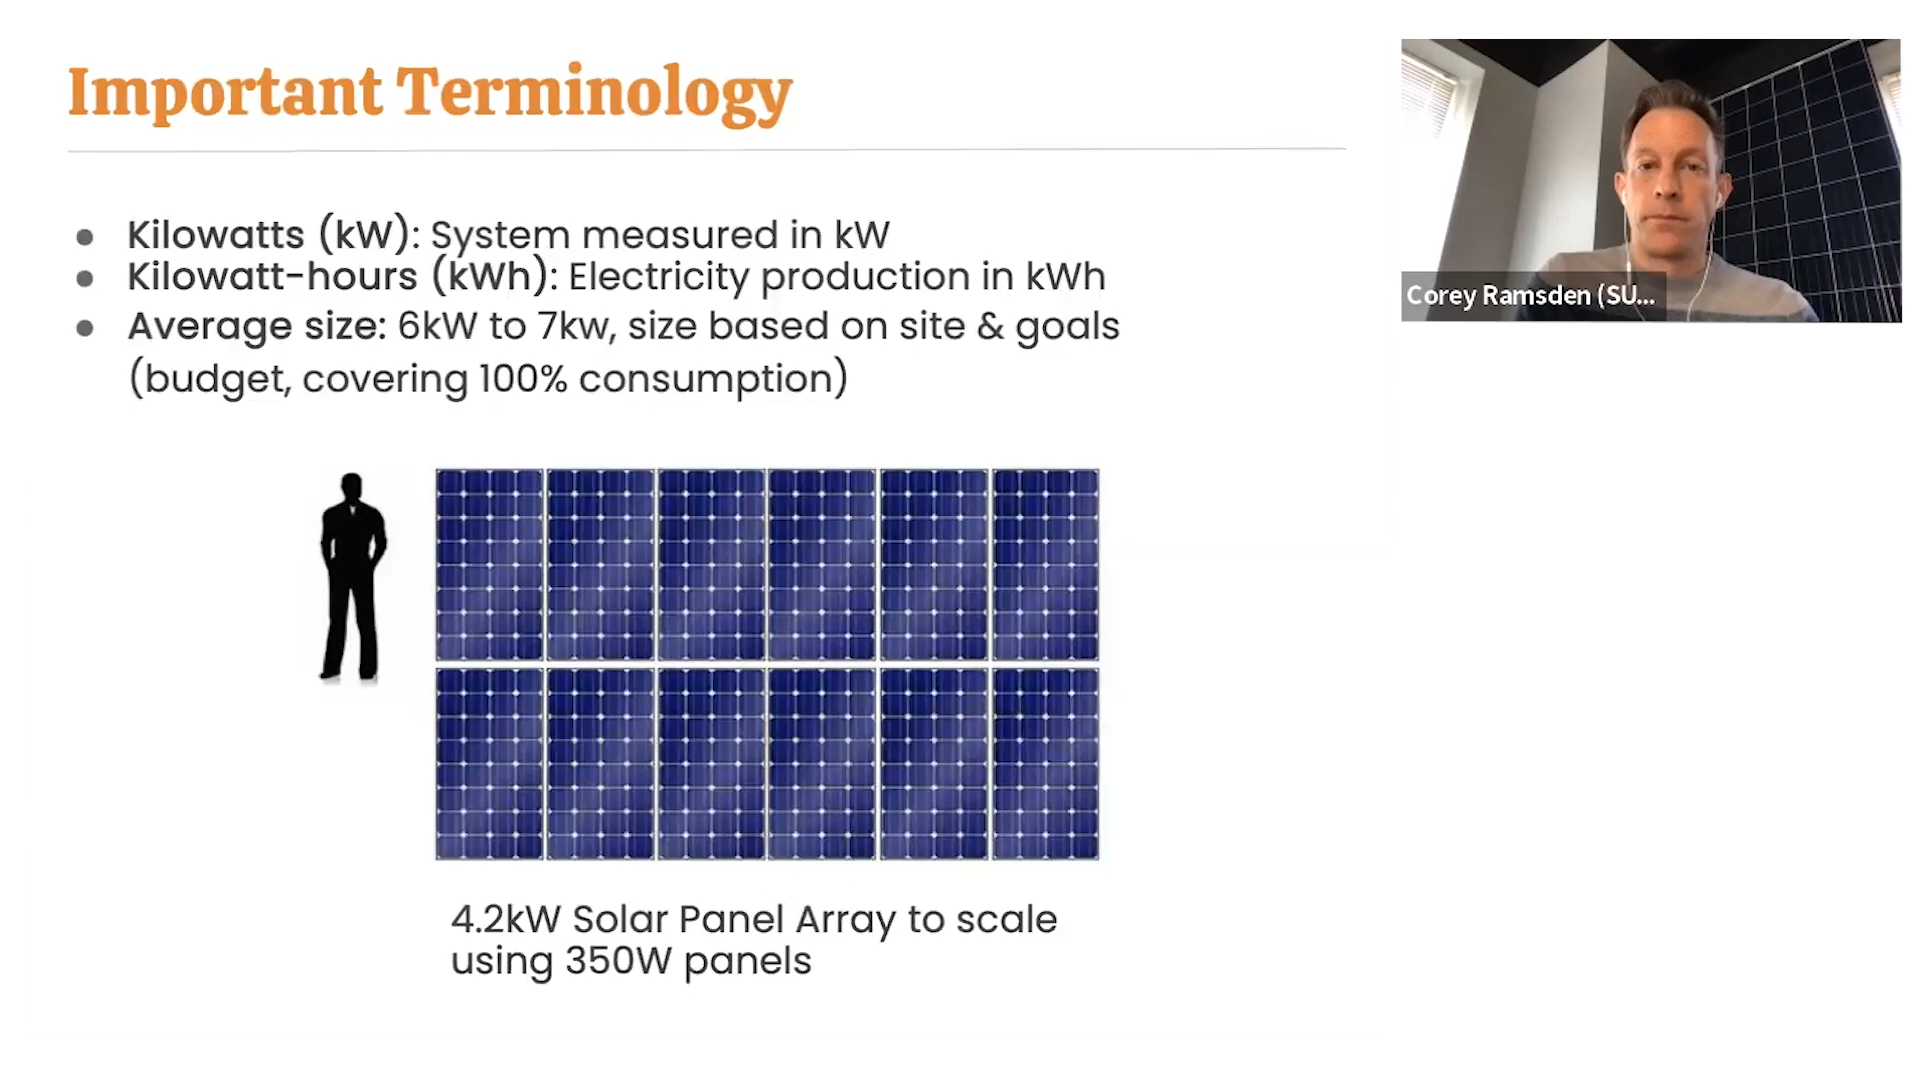 Important Terminology
Kilowatts (kW): System measured in kW
Kilowatt-hours (kWh): Electricity production in kWh
Average size: 6kW to 7kw, size based on site & goals
(budget, covering 100% consumption)
4.2kW Solar Panel Array to scale
using 350W panels
Corey Ramsden (SU...